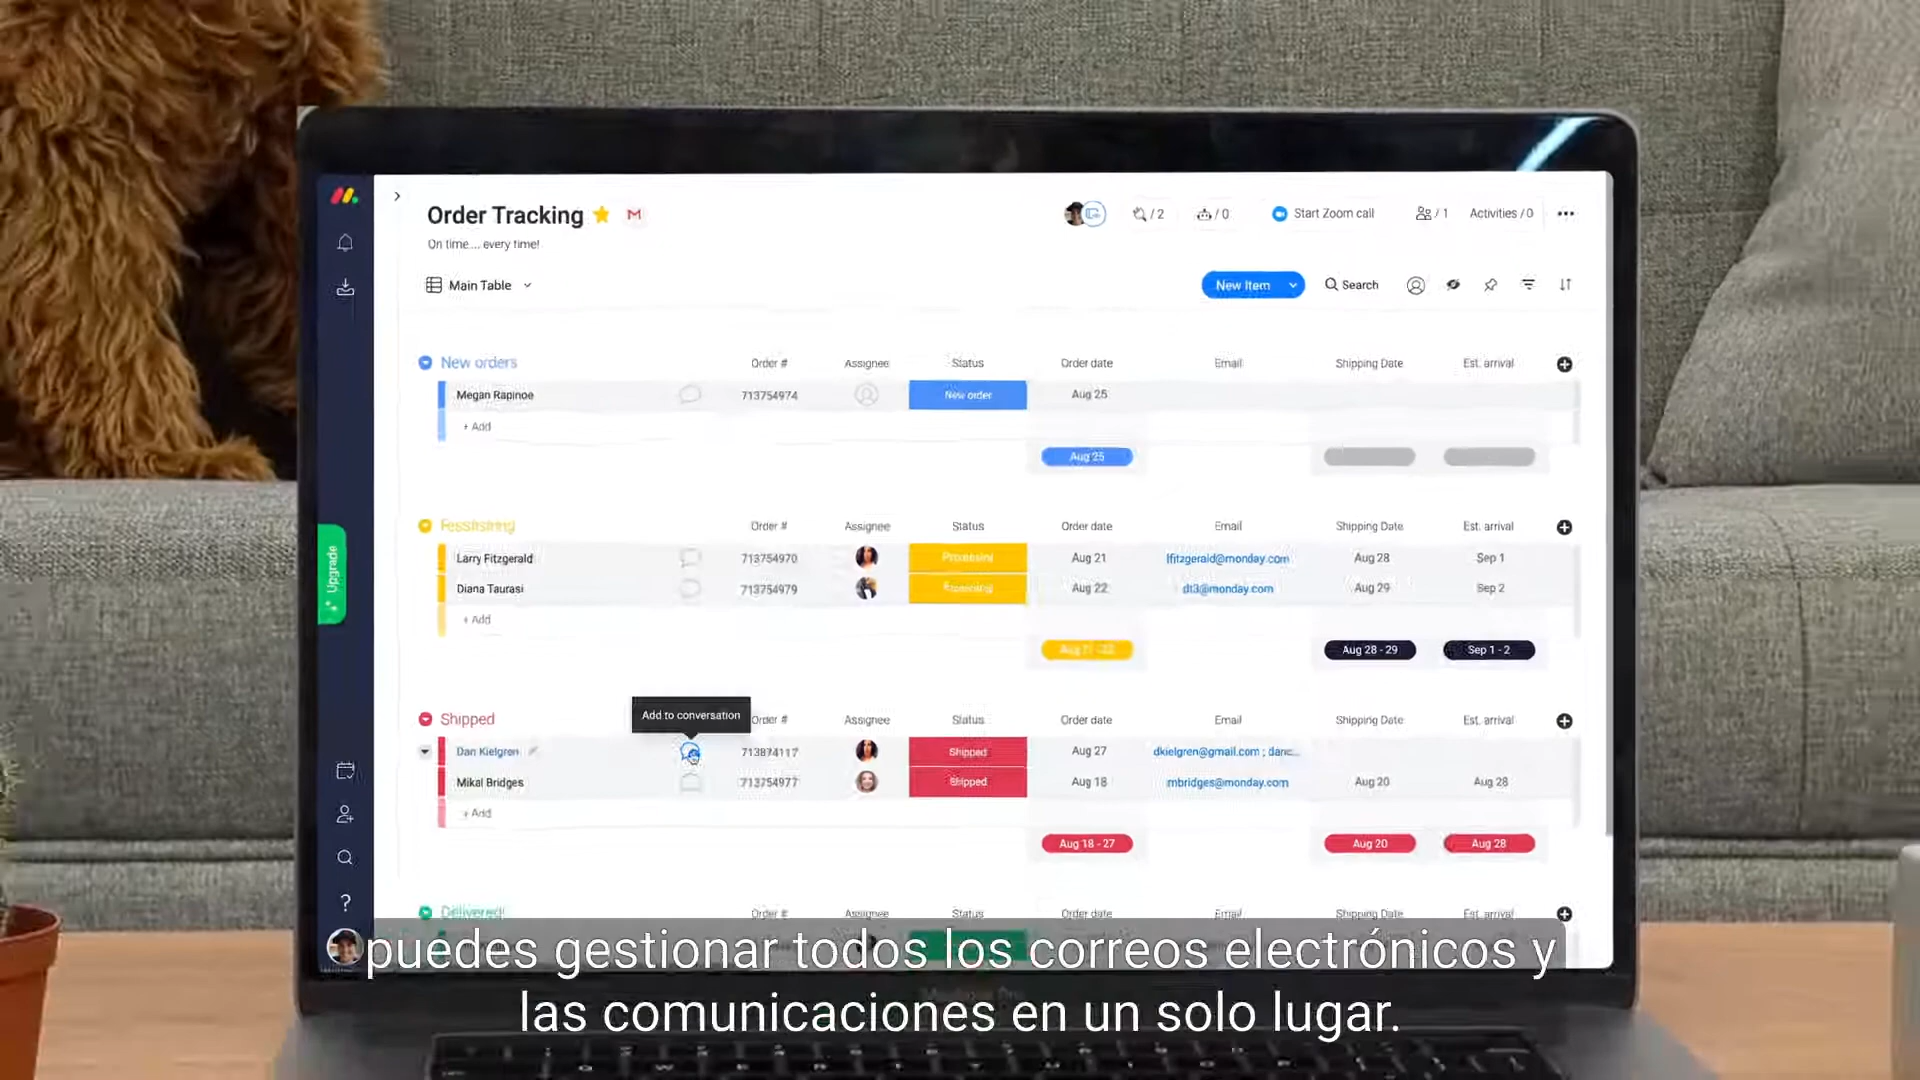 Order Tracking
/ 2
/ 0
Start Zoom call
/ 1
Activities / 0
On time.... every time!
Main Table
New Item
Search
New orders
Order #
Assignee
Status
Order date
Email
Shipping Date
Est. arrival
Megan Rapinoe
713754974
New order
Aug 25
+ Add
Aug 25
Order #
Assignee
Status
Order date
Email
Shipping Date
Est. arrival
Upgrade
Larry Fitzgerald
713754970
Aug 21
lfitzgerald@monday.com
Aug 28
Sep 1
Diana Taurasi
713754979
Aug 22
dt3@monday.com
Aug 29
Sep 2
+ Add
Aug 28 - 29
Sep 1 - 2
Add to conversation
Shipped
Order #
Assignee
Status
Order date
Email
Shipping Date
Est. arrival
Dan Kielgren
713874117
Shipped
Aug 27
dkielgren@gmail.com ; danc...
Mikal Bridges
713754977
Shipped
Aug 18
mbridges@monday.com
Aug 20
Aug 28
+ Add
Aug 18 - 27
Aug 20
Aug 28
Delivered!
Order #
Assignee
Status
Order date
Email
Shipping Date
Est. arrival
puedes gestionar todos los correos electrónicos y
las comunicaciones en un solo lugar.